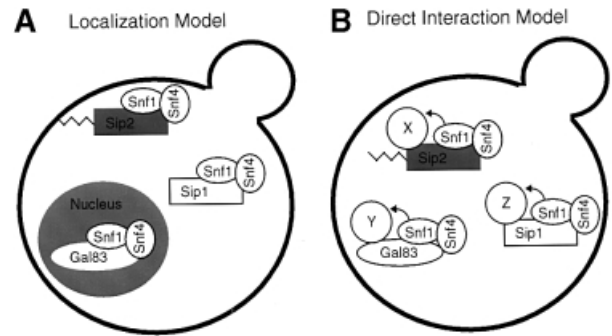 A Localization Model
Snf1 Snf4
Sip2
Snf1 Snf4
Sip1
Nucleus
Snf1 Snf4
Gal83
B Direct Interaction Model
X Snf1 Snf4
Sip2
Y Snf1 Snf4
Gal83
Z Snf1 Snf4
Sip1